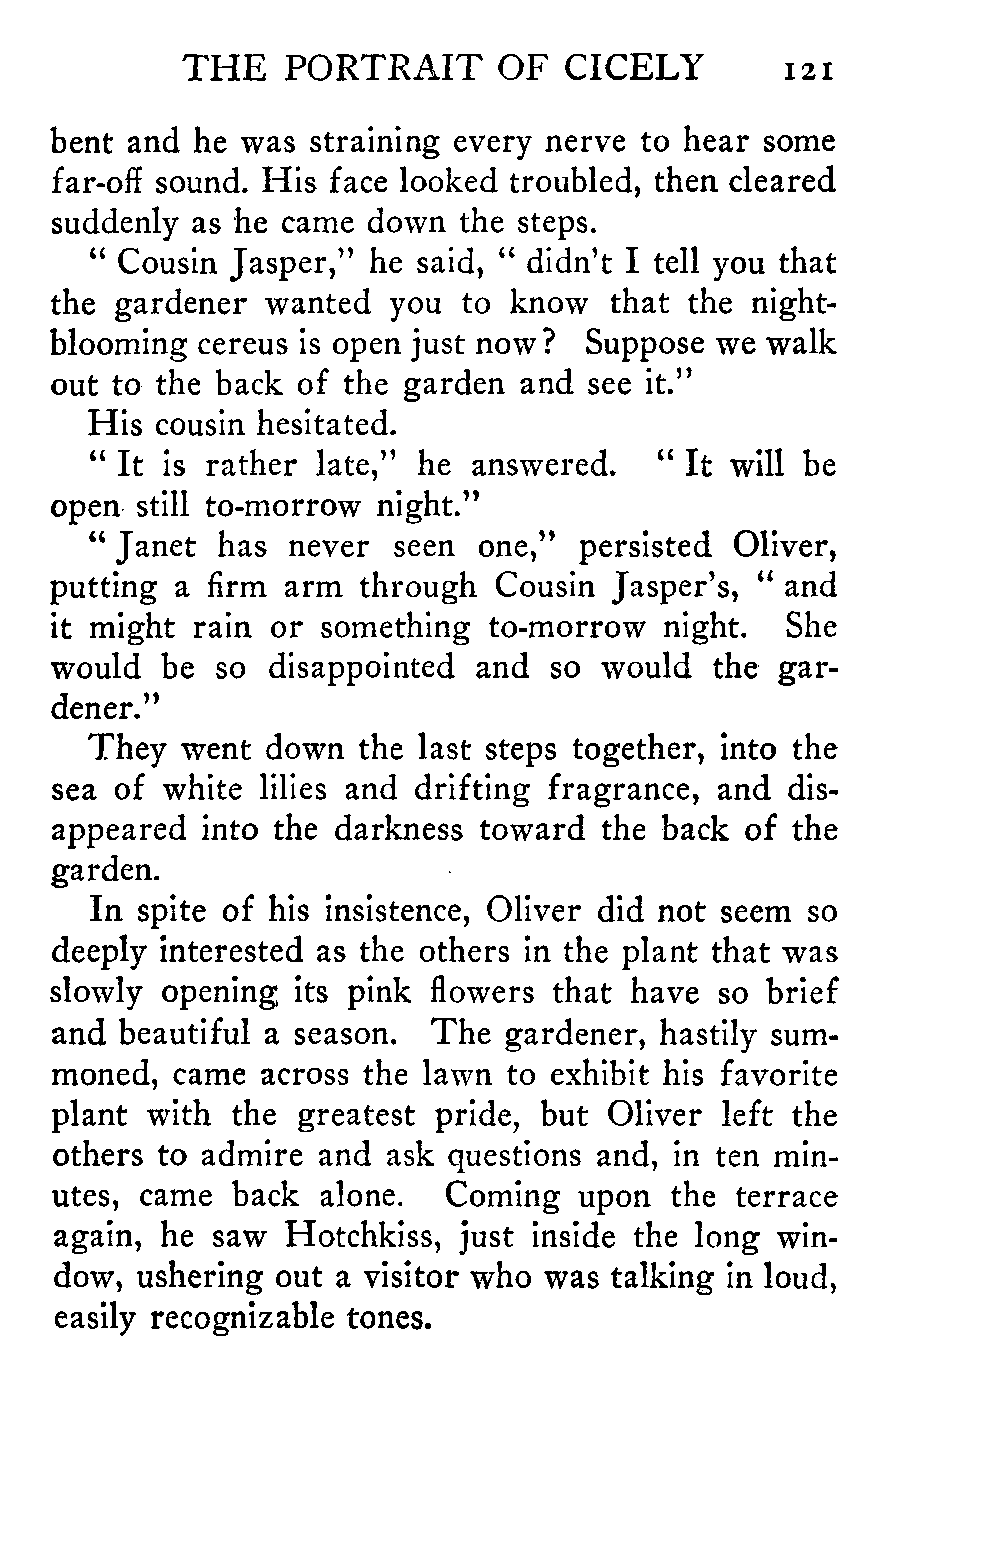 THE PORTRAIT OF CICELY 121
bent and he was straining every nerve to hear some
far-off sound. His face looked troubled, then cleared
suddenly as he came down the steps.
“ Cousin Jasper,” he said, “ didn’t I tell you that
the gardener wanted you to know that the night-
blooming cereus is open just now? Suppose we walk
out to the back of the garden and see it.”
His cousin hesitated.
“ It is rather late,” he answered. “ It will be
open still to-morrow night.”
“ Janet has never seen one,” persisted Oliver,
putting a firm arm through Cousin Jasper’s, “ and
it might rain or something to-morrow night. She
would be so disappointed and so would the gar-
dener.”
They went down the last steps together, into the
sea of white lilies and drifting fragrance, and dis-
appeared into the darkness toward the back of the
garden.
In spite of his insistence, Oliver did not seem so
deeply interested as the others in the plant that was
slowly opening its pink flowers that have so brief
and beautiful a season. The gardener, hastily sum-
moned, came across the lawn to exhibit his favorite
plant with the greatest pride, but Oliver left the
others to admire and ask questions and, in ten min-
utes, came back alone. Coming upon the terrace
again, he saw Hotchkiss, just inside the long win-
dow, ushering out a visitor who was talking in loud,
easily recognizable tones.